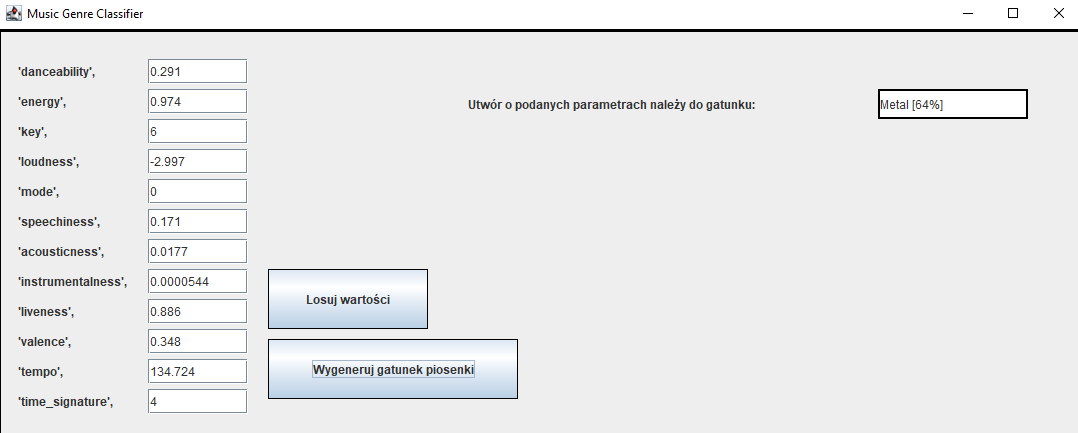 Music Genre Classifier
'danceability', 0.291
'energy', 0.974
Utwór o podanych parametrach należy do gatunku: Metal [64%]
'key', 6
'loudness', -2.997
'mode', 0
'speechiness', 0.171
'acousticness', 0.0177
'instrumentalness', 0.0000544
Losuj wartości
'liveness', 0.886
'valence', 0.348
'tempo', 134.724
Wygeneruj gatunek piosenki
'time_signature', 4